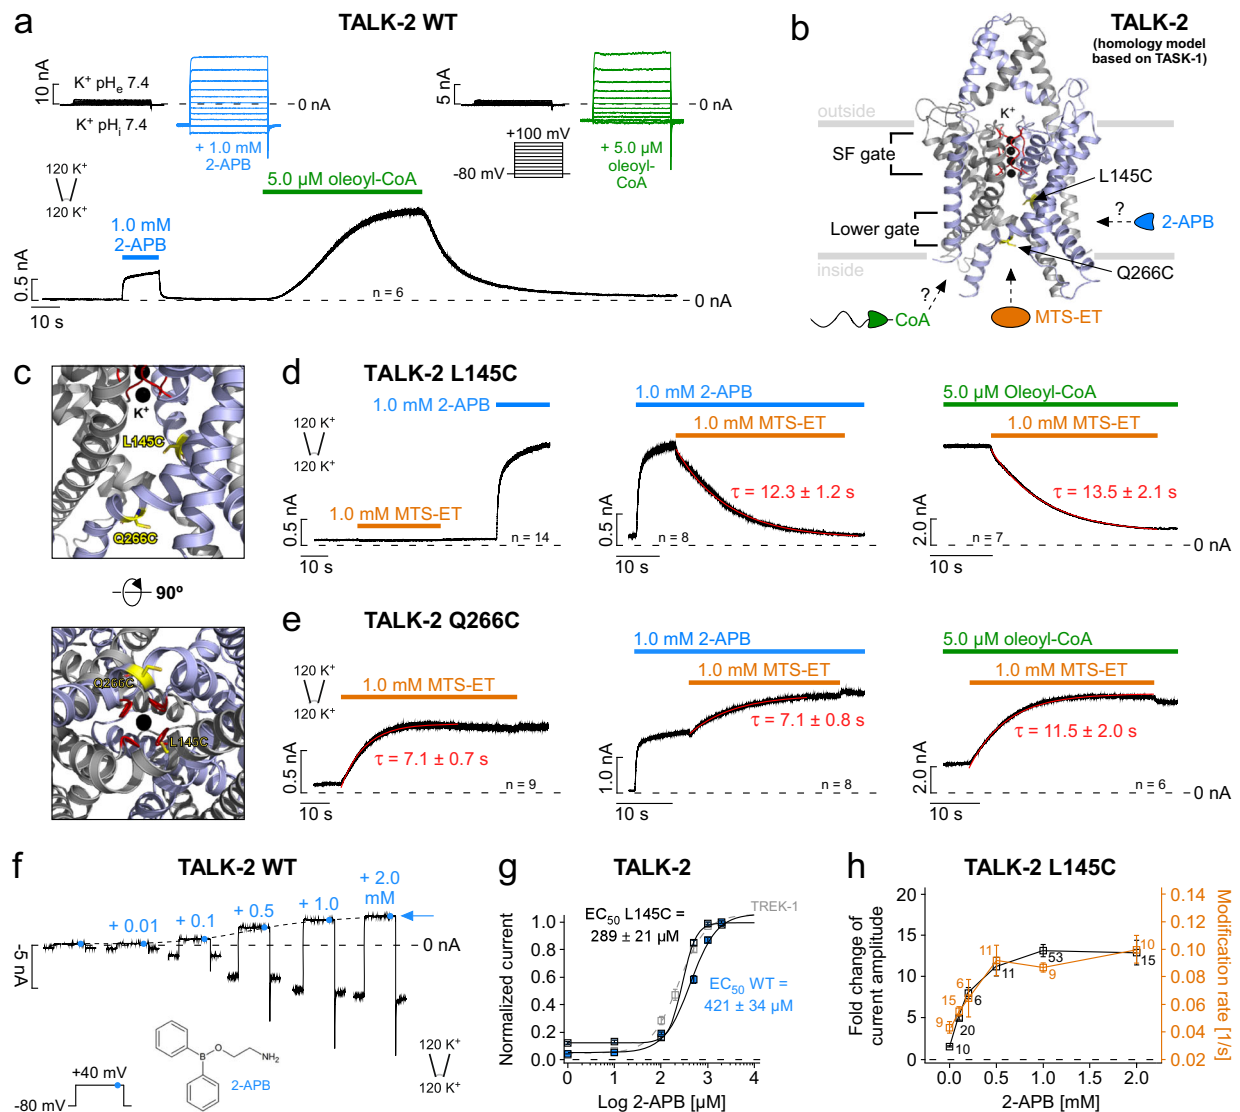 a
TALK-2 WT
10 nA
K⁺ pHₑ 7.4
K⁺ pHᵢ 7.4
0 nA
+ 1.0 mM
2-APB
5 nA
0 nA
+100 mV
-80 mV
+ 5.0 µM
oleoyl-
CoA
120 K⁺
120 K⁺
1.0 mM
2-APB
5.0 µM oleoyl-CoA
0.5 nA
10 s
n = 6
0 nA
b
TALK-2
(homology model
based on TASK-1)
outside
K⁺
SF gate
L145C
?
2-APB
Lower gate
inside
Q266C
?
CoA
MTS-ET
c
K⁺
L145C
Q266C
90º
Q266C
L145C
d
TALK-2 L145C
1.0 mM 2-APB
120 K⁺
120 K⁺
1.0 mM MTS-ET
0.5 nA
10 s
n = 14
1.0 mM 2-APB
1.0 mM MTS-ET
τ = 12.3 ± 1.2 s
0.5 nA
10 s
n = 8
5.0 µM Oleoyl-CoA
1.0 mM MTS-ET
τ = 13.5 ± 2.1 s
2.0 nA
10 s
n = 7
0 nA
e
TALK-2 Q266C
120 K⁺
120 K⁺
1.0 mM MTS-ET
τ = 7.1 ± 0.7 s
0.5 nA
10 s
n = 9
1.0 mM 2-APB
1.0 mM MTS-ET
τ = 7.1 ± 0.8 s
1.0 nA
10 s
n = 8
5.0 µM oleoyl-CoA
1.0 mM MTS-ET
τ = 11.5 ± 2.0 s
2.0 nA
10 s
n = 6
0 nA
f
TALK-2 WT
+ 0.01
+ 0.1
+ 0.5
+ 1.0
+ 2.0
mM
0 nA
-5 nA
+40 mV
-80 mV
B
O
NH₂
2-APB
120 K⁺
120 K⁺
g
TALK-2
EC₅₀ L145C =
289 ± 21 µM
TREK-1
EC₅₀ WT =
421 ± 34 µM
Normalized current
1.0
0.8
0.6
0.4
0.2
0.0
0 1 2 3 4
Log 2-APB [µM]
h
TALK-2 L145C
Fold change of
current amplitude
20
15
10
5
0
0.14
0.12
0.10
0.08
0.06
0.04
0.02
Modification rate [1/s]
9
10
15
20
6
6
11
11
53
9
10
15
0.0 0.5 1.0 1.5 2.0
2-APB [mM]